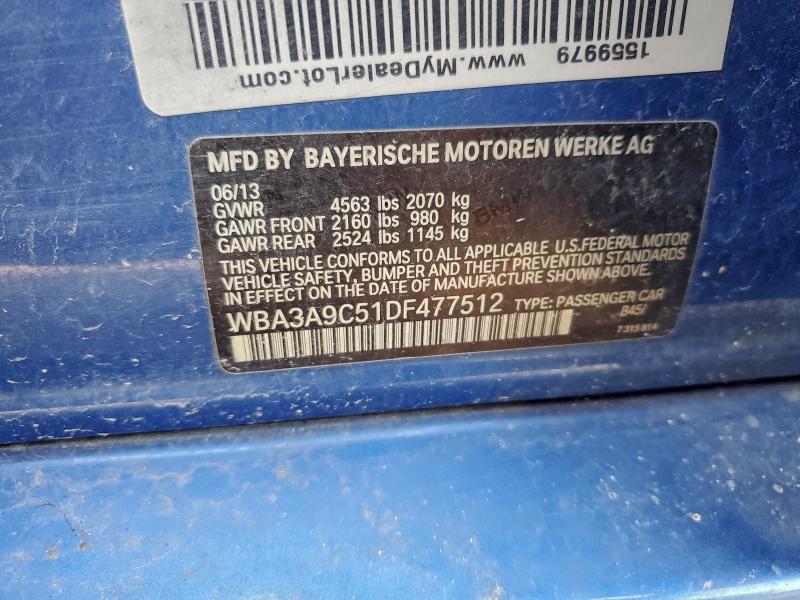 1559979
www.MyDealerLot.com
MFD BY BAYERISCHE MOTOREN WERKE AG
06/13
GVWR 4563 lbs 2070 kg
GAWR FRONT 2160 lbs 980 kg
GAWR REAR 2524 lbs 1145 kg
THIS VEHICLE CONFORMS TO ALL APPLICABLE U.S.FEDERAL MOTOR
VEHICLE SAFETY, BUMPER AND THEFT PREVENTION STANDARDS
IN EFFECT ON THE DATE OF MANUFACTURE SHOWN ABOVE.
WBA3A9C51DF477512 TYPE: PASSENGER CAR
B45/
7 315 814